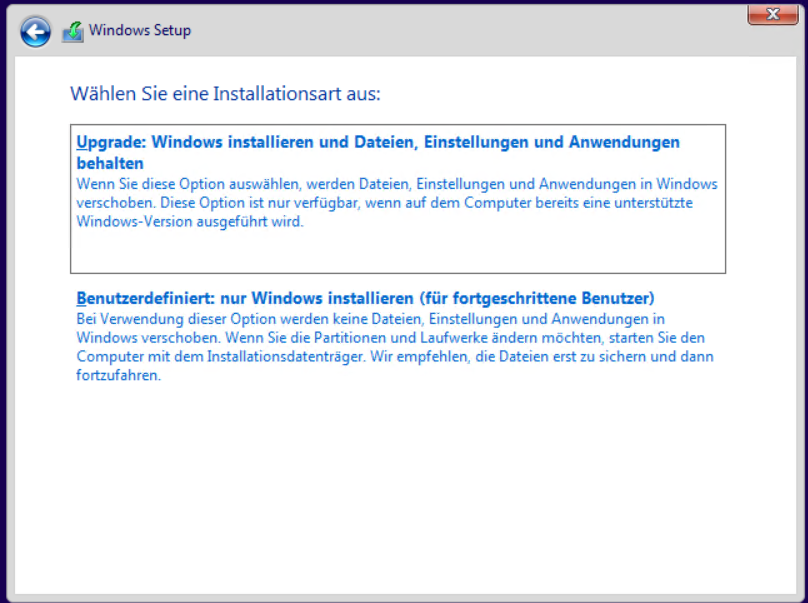 Windows Setup
Wählen Sie eine Installationsart aus:
Upgrade: Windows installieren und Dateien, Einstellungen und Anwendungen
behalten
Wenn Sie diese Option auswählen, werden Dateien, Einstellungen und Anwendungen in Windows
verschoben. Diese Option ist nur verfügbar, wenn auf dem Computer bereits eine unterstützte
Windows-Version ausgeführt wird.
Benutzerdefiniert: nur Windows installieren (für fortgeschrittene Benutzer)
Bei Verwendung dieser Option werden keine Dateien, Einstellungen und Anwendungen in
Windows verschoben. Wenn Sie die Partitionen und Laufwerke ändern möchten, starten Sie den
Computer mit dem Installationsdatenträger. Wir empfehlen, die Dateien erst zu sichern und dann
fortzufahren.